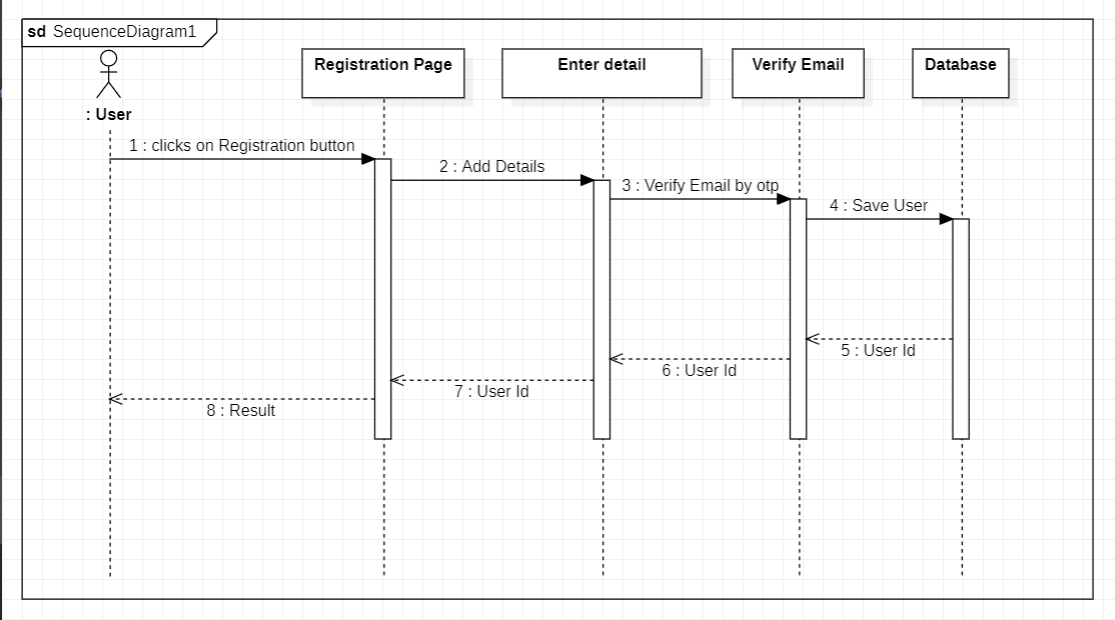 sd SequenceDiagram1
Registration Page
Enter detail
Verify Email
Database
: User
1 : clicks on Registration button
2 : Add Details
3 : Verify Email by otp
4 : Save User
5 : User Id
6 : User Id
7 : User Id
8 : Result